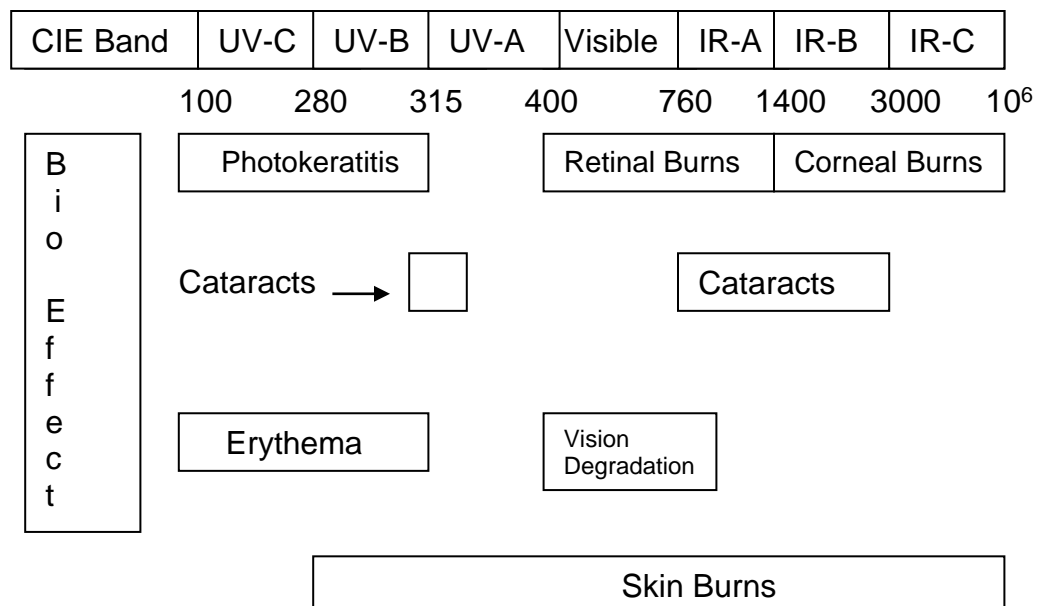 CIE Band UV-C UV-B UV-A Visible IR-A IR-B IR-C
100 280 315 400 760 1400 3000 10⁶
Bio Effect
Photokeratitis Retinal Burns Corneal Burns
Cataracts Cataracts
Erythema Vision
Degradation
Skin Burns